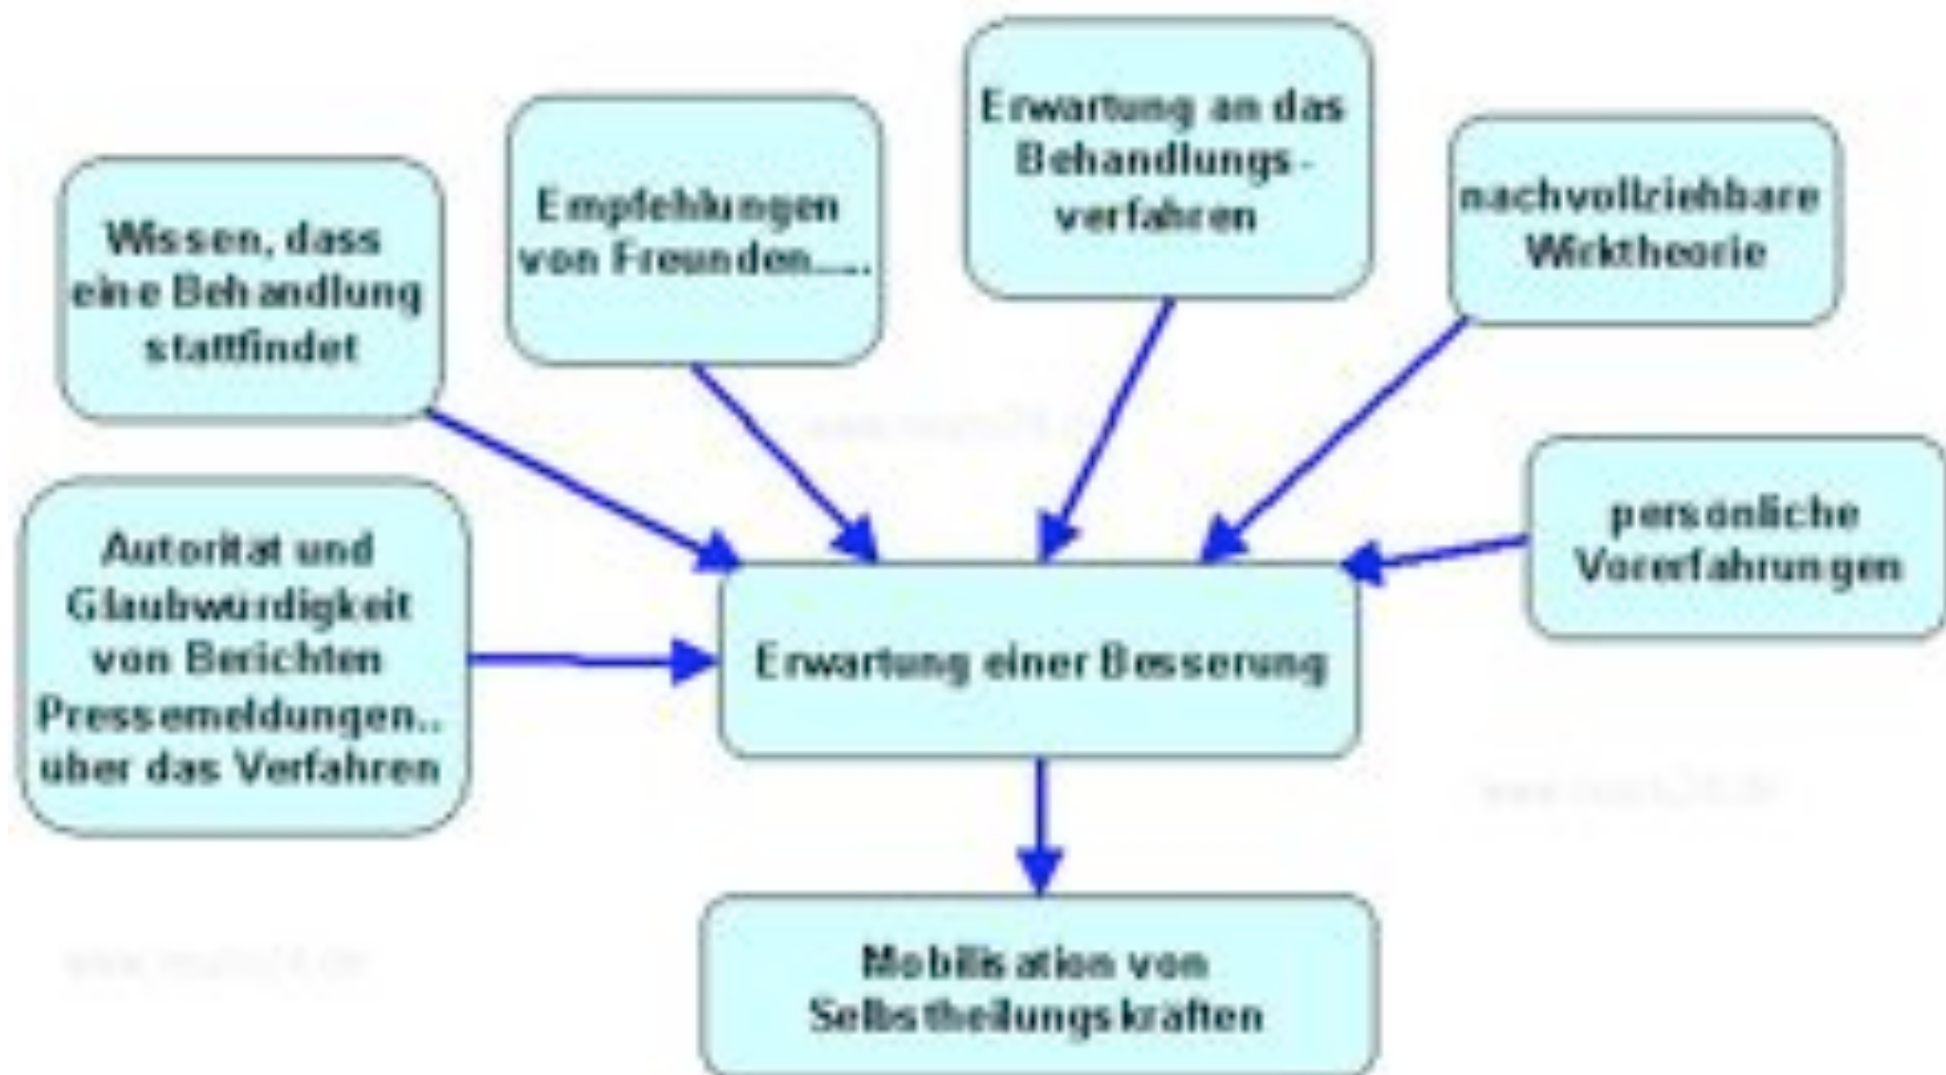 Wissen, dass
eine Behandlung
stattfindet
Empfehlungen
von Freunden.....
Erwartung an das
Behandlungs-
verfahren
nachvollziehbare
Wirktheorie
persönliche
Vorerfahrungen
Autorität und
Glaubwürdigkeit
von Berichten
Pressemeldungen..
über das Verfahren
Erwartung einer Besserung
Mobilisation von
Selbstheilungskräften